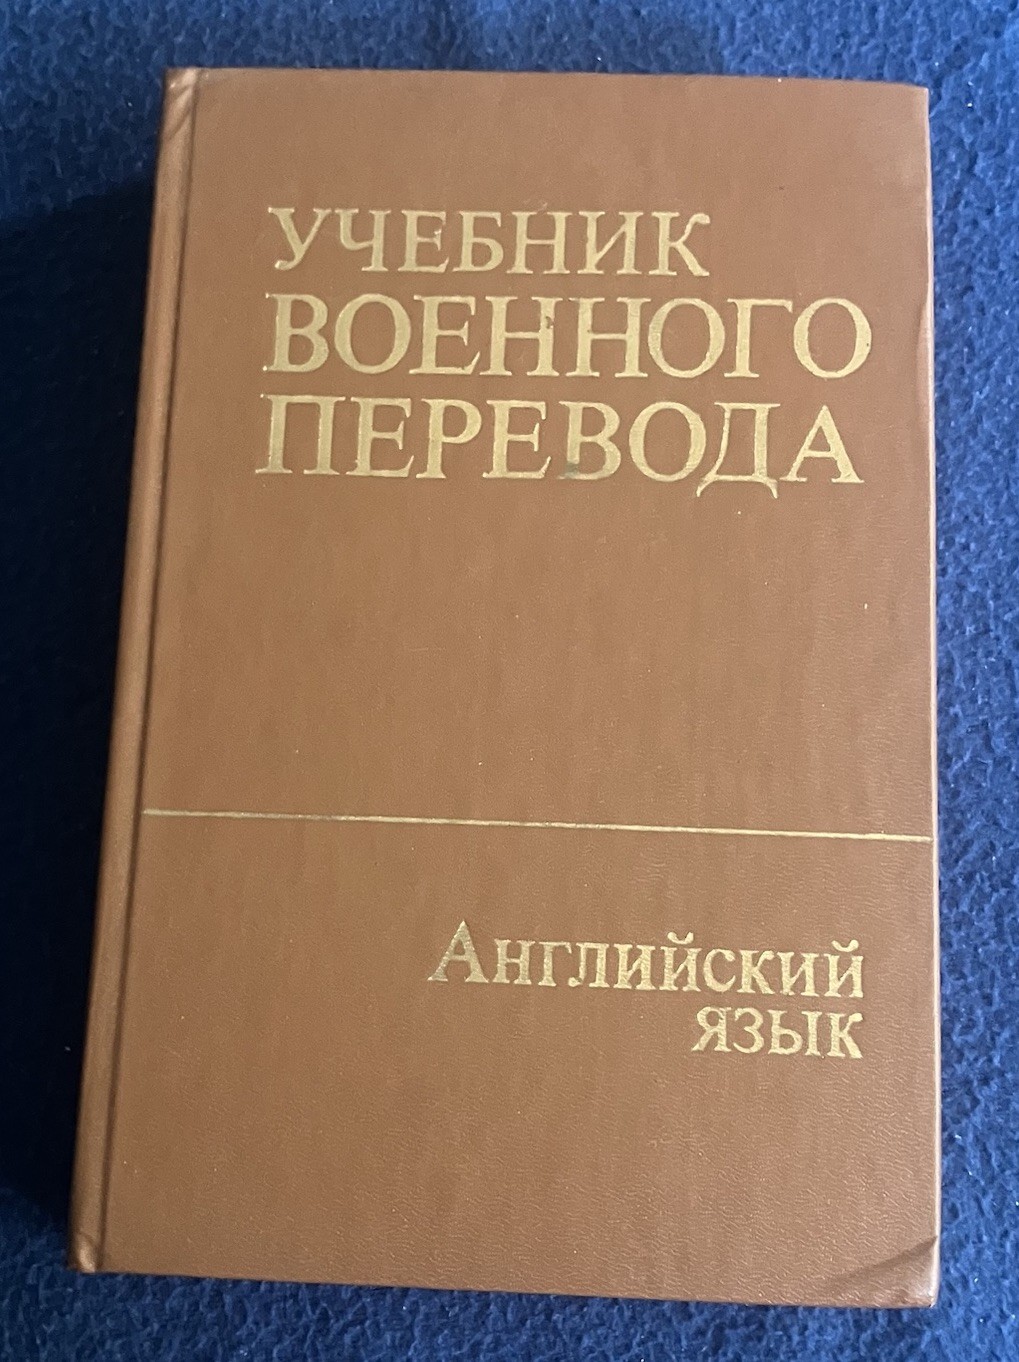 УЧЕБНИК
ВОЕННОГО
ПЕРЕВОДА
Английский
язык